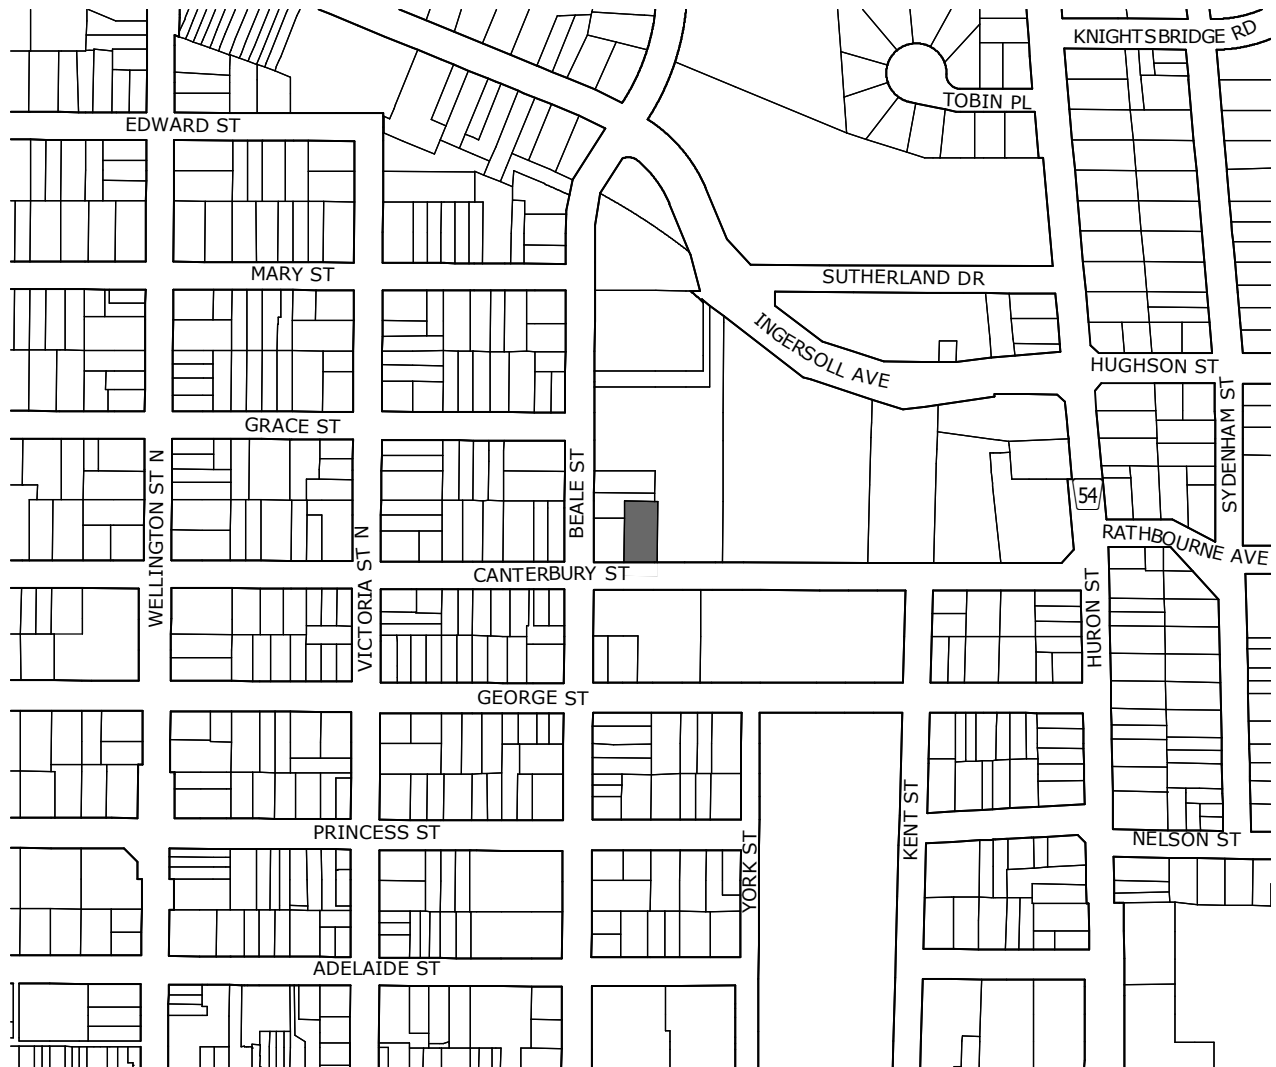 KNIGHTSBRIDGE RD
TOBIN PL
EDWARD ST
MARY ST
SUTHERLAND DR
INGERSOLL AVE
HUGHSON ST
GRACE ST
SYDENHAM ST
WELLINGTON ST N
BEALE ST
54
VICTORIA ST N
RATHBOURNE AVE
CANTERBURY ST
HURON ST
GEORGE ST
KENT ST
PRINCESS ST
NELSON ST
YORK ST
ADELAIDE ST